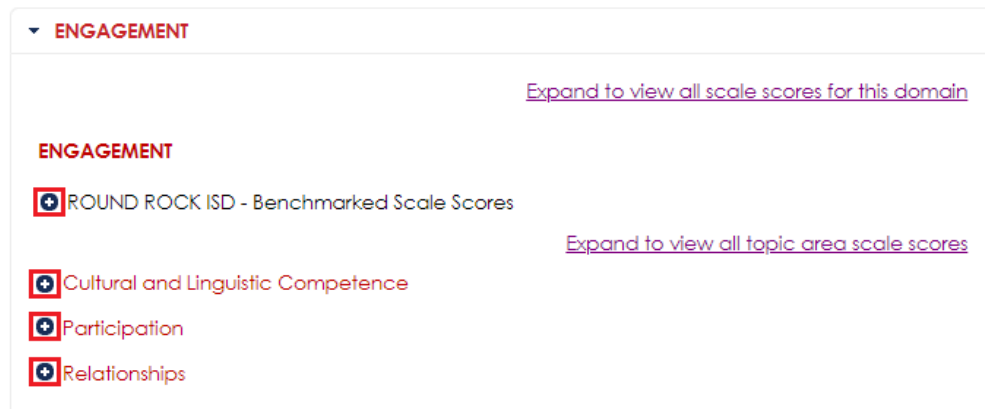 ENGAGEMENT
Expand to view all scale scores for this domain
ENGAGEMENT
ROUND ROCK ISD - Benchmarked Scale Scores
Expand to view all topic area scale scores
Cultural and Linguistic Competence
Participation
Relationships